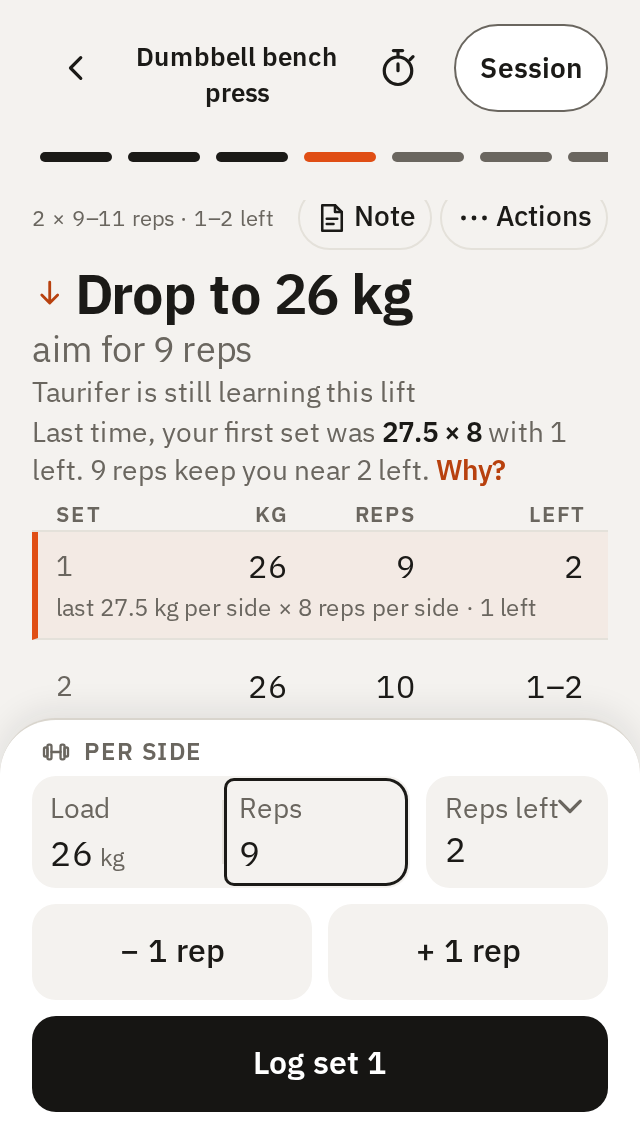 Dumbbell bench
press
Session
2 × 9–11 reps · 1–2 left
Note
Actions
Drop to 26 kg
aim for 9 reps
Taurifer is still learning this lift
Last time, your first set was 27.5 × 8 with 1
left. 9 reps keep you near 2 left. Why?
SET KG REPS LEFT
1 26 9 2
last 27.5 kg per side × 8 reps per side · 1 left
2 26 10 1–2
PER SIDE
Load Reps Reps left
26 kg 9 2
− 1 rep + 1 rep
Log set 1